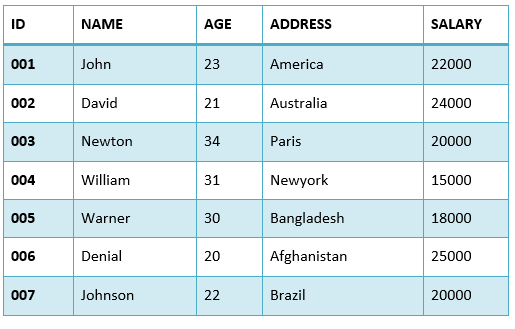 ID NAME AGE ADDRESS SALARY
001 John 23 America 22000
002 David 21 Australia 24000
003 Newton 34 Paris 20000
004 William 31 Newyork 15000
005 Warner 30 Bangladesh 18000
006 Denial 20 Afghanistan 25000
007 Johnson 22 Brazil 20000